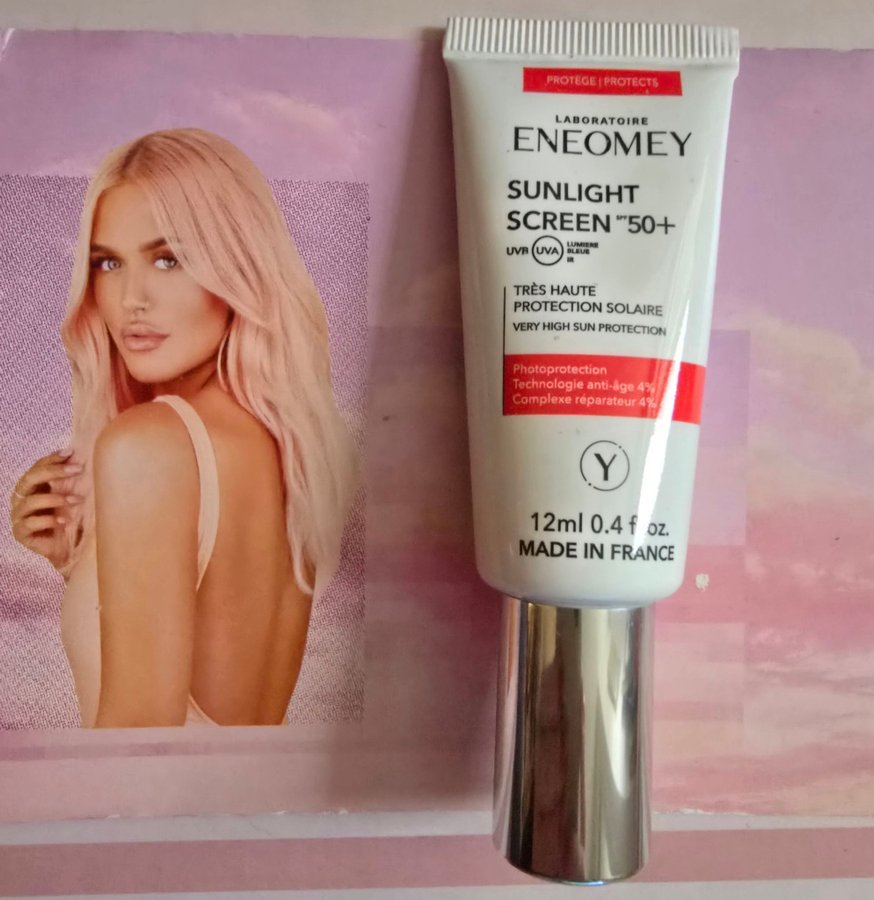 PROTÈGE | PROTECTS
LABORATOIRE
ENEOMEY
SUNLIGHT
SCREEN SPF 50+
UVB UVA LUMIÈRE
BLEUE
IR
TRÈS HAUTE
PROTECTION SOLAIRE
VERY HIGH SUN PROTECTION
Photoprotection
Technologie anti-âge 4%
Complexe réparateur 4%
Y
12ml 0.4 fl oz.
MADE IN FRANCE